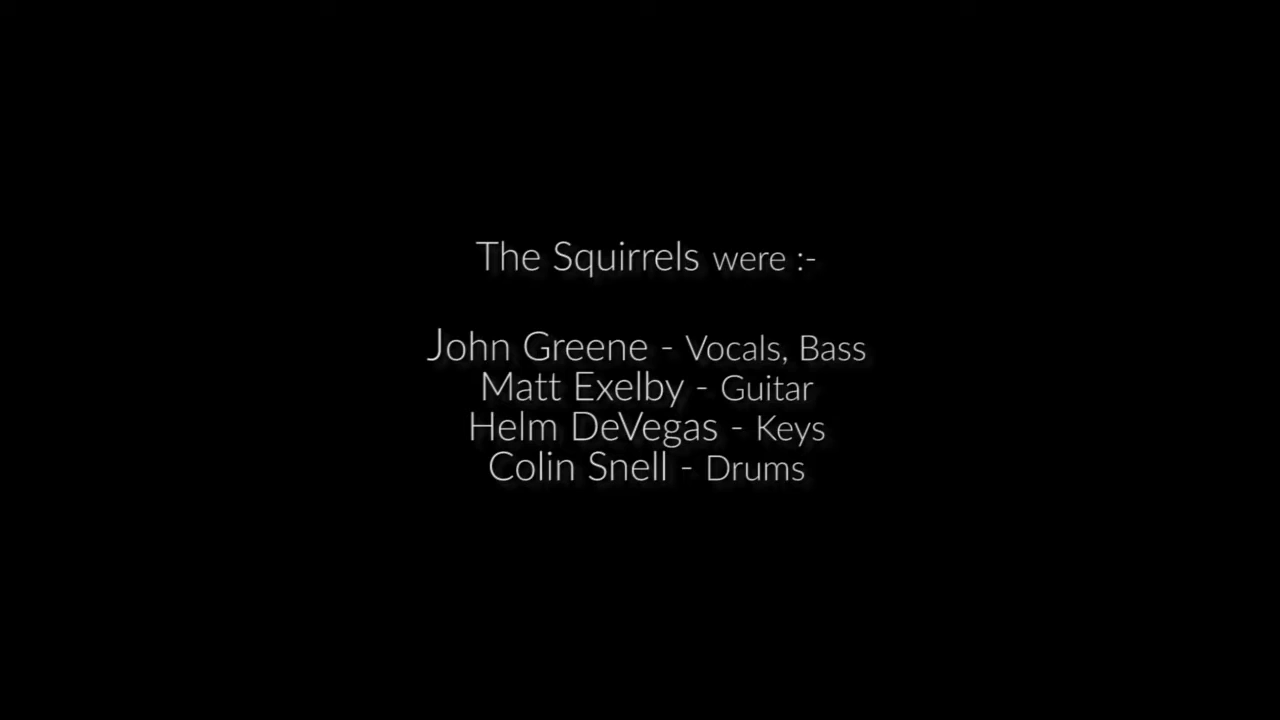 The Squirrels were :-
John Greene - Vocals, Bass
Matt Exelby - Guitar
Helm DeVegas - Keys
Colin Snell - Drums